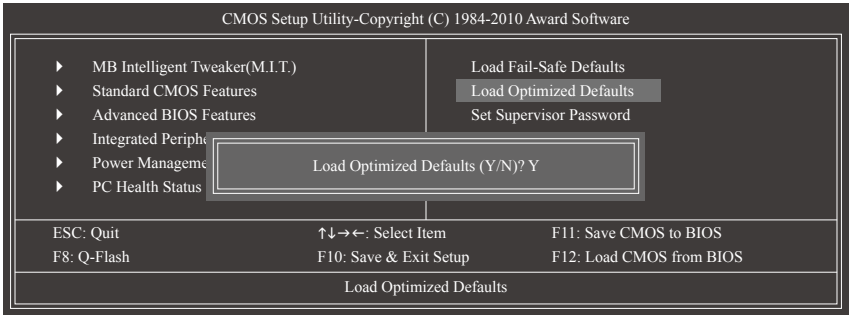 CMOS Setup Utility-Copyright (C) 1984-2010 Award Software
MB Intelligent Tweaker(M.I.T.)
Standard CMOS Features
Advanced BIOS Features
Integrated Periphe
Power Manageme
PC Health Status
Load Fail-Safe Defaults
Load Optimized Defaults
Set Supervisor Password
Load Optimized Defaults (Y/N)? Y
ESC: Quit ↑↓→←: Select Item F11: Save CMOS to BIOS
F8: Q-Flash F10: Save & Exit Setup F12: Load CMOS from BIOS
Load Optimized Defaults